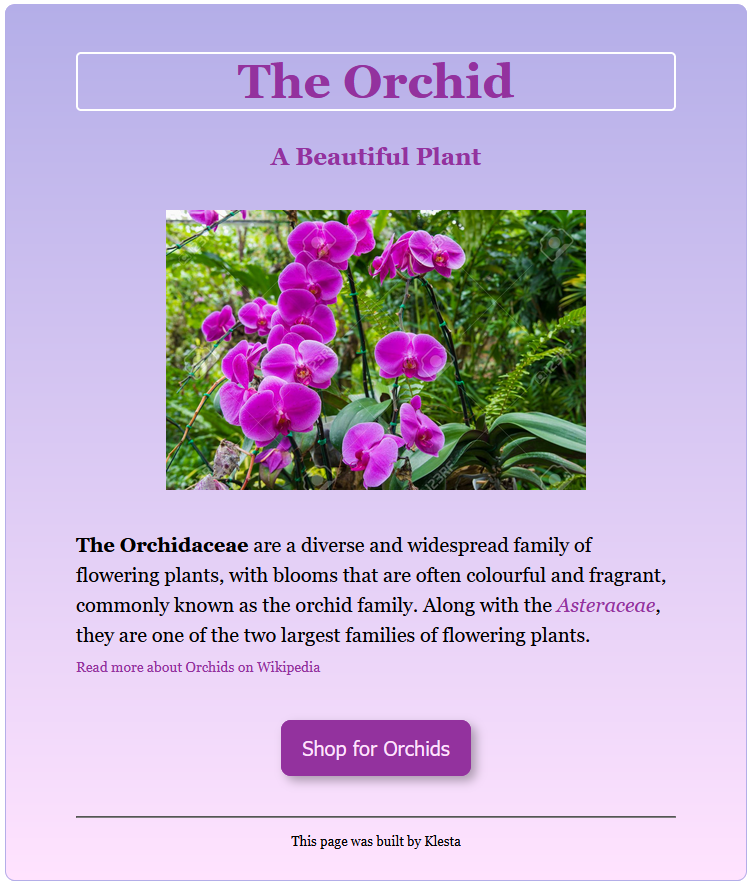 The Orchid
A Beautiful Plant
123RF
The Orchidaceae are a diverse and widespread family of
flowering plants, with blooms that are often colourful and fragrant,
commonly known as the orchid family. Along with the Asteraceae,
they are one of the two largest families of flowering plants.
Read more about Orchids on Wikipedia
Shop for Orchids
This page was built by Klesta